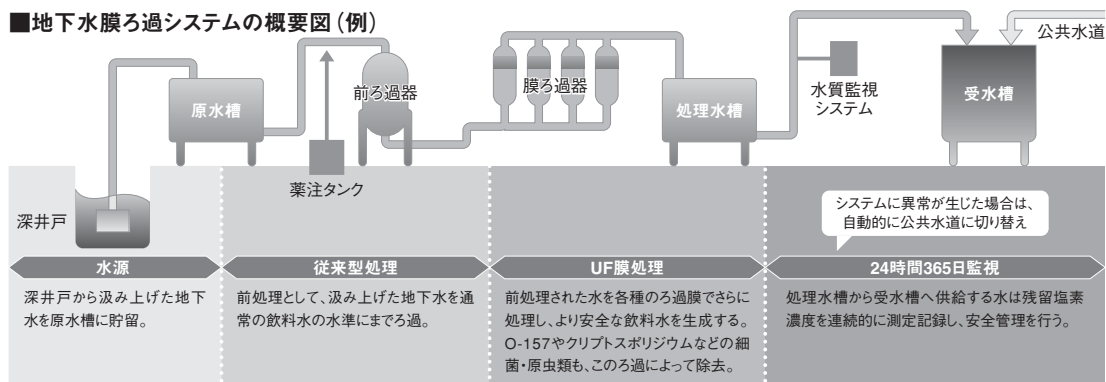 ■地下水膜ろ過システムの概要図（例）
公共水道
原水槽
前ろ過器
膜ろ過器
処理水槽
水質監視
システム
受水槽
薬注タンク
深井戸
システムに異常が生じた場合は、
自動的に公共水道に切り替え
水源
従来型処理
UF膜処理
24時間365日監視
深井戸から汲み上げた地下
水を原水槽に貯留。
前処理として、汲み上げた地下水を通
常の飲料水の水準にまでろ過。
前処理された水を各種のろ過膜でさらに
処理し、より安全な飲料水を生成する。
O-157やクリプトスポリジウムなどの細
菌・原虫類も、このろ過によって除去。
処理水槽から受水槽へ供給する水は残留塩素
濃度を連続的に測定記録し、安全管理を行う。